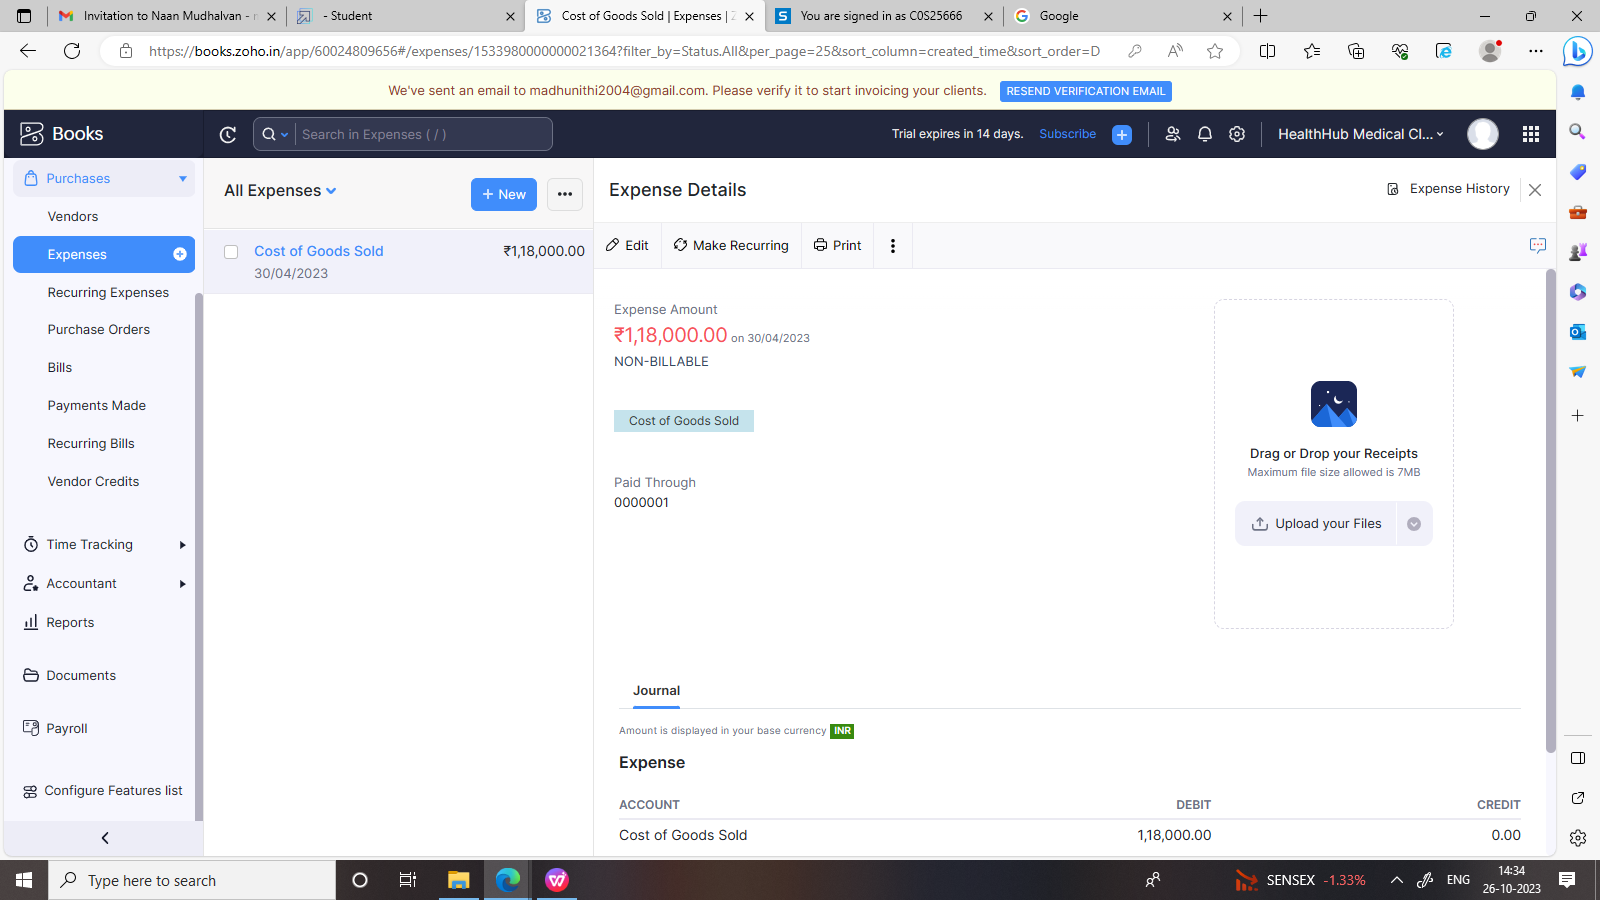 Invitation to Naan Mudhalvan -
- Student
Cost of Goods Sold | Expenses |
You are signed in as C0S25666
Google
https://books.zoho.in/app/60024809656#/expenses/1533980000000021364?filter_by=Status.All&per_page=25&sort_column=created_time&sort_order=D
We've sent an email to madhunithi2004@gmail.com. Please verify it to start invoicing your clients. RESEND VERIFICATION EMAIL
Books
Search in Expenses ( / )
Trial expires in 14 days. Subscribe
HealthHub Medical Cl...
Purchases
Vendors
Expenses
Recurring Expenses
Purchase Orders
Bills
Payments Made
Recurring Bills
Vendor Credits
Time Tracking
Accountant
Reports
Documents
Payroll
Configure Features list
All Expenses
+ New
Cost of Goods Sold ₹1,18,000.00
30/04/2023
Expense Details
Expense History
Edit Make Recurring Print
Expense Amount
₹1,18,000.00 on 30/04/2023
NON-BILLABLE
Cost of Goods Sold
Paid Through
0000001
Drag or Drop your Receipts
Maximum file size allowed is 7MB
Upload your Files
Journal
Amount is displayed in your base currency INR
Expense
ACCOUNT DEBIT CREDIT
Cost of Goods Sold 1,18,000.00 0.00
Type here to search
SENSEX -1.33%
ENG
14:34
26-10-2023